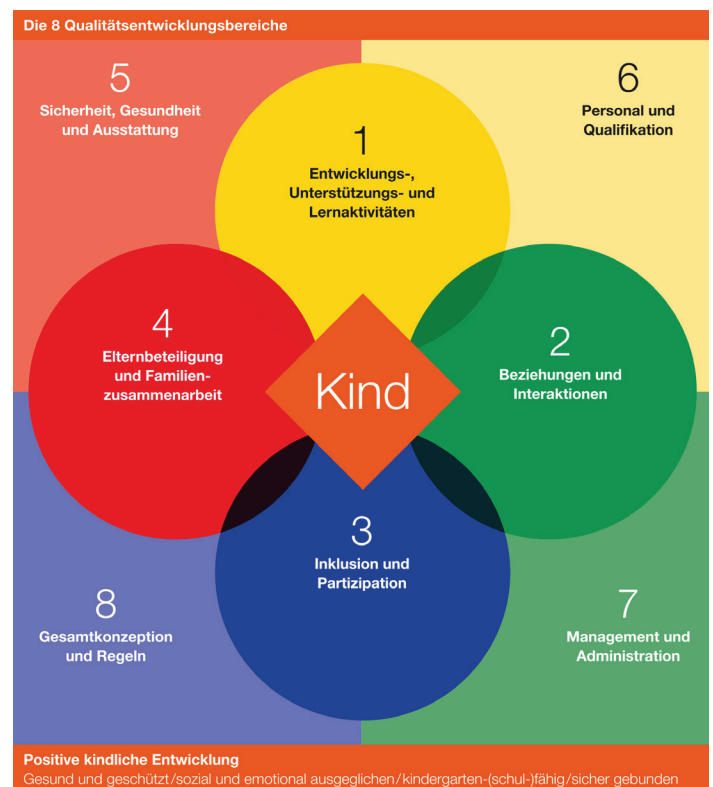 Die 8 Qualitätsentwicklungsbereiche
5
Sicherheit, Gesundheit
und Ausstattung
6
Personal und
Qualifikation
1
Entwicklungs-,
Unterstützungs- und
Lernaktivitäten
4
Elternbeteiligung
und Familien-
zusammenarbeit
Kind
2
Beziehungen und
Interaktionen
3
Inklusion und
Partizipation
8
Gesamtkonzeption
und Regeln
7
Management und
Administration
Positive kindliche Entwicklung
Gesund und geschützt/sozial und emotional ausgeglichen/kindergarten-(schul-)fähig/sicher gebunden